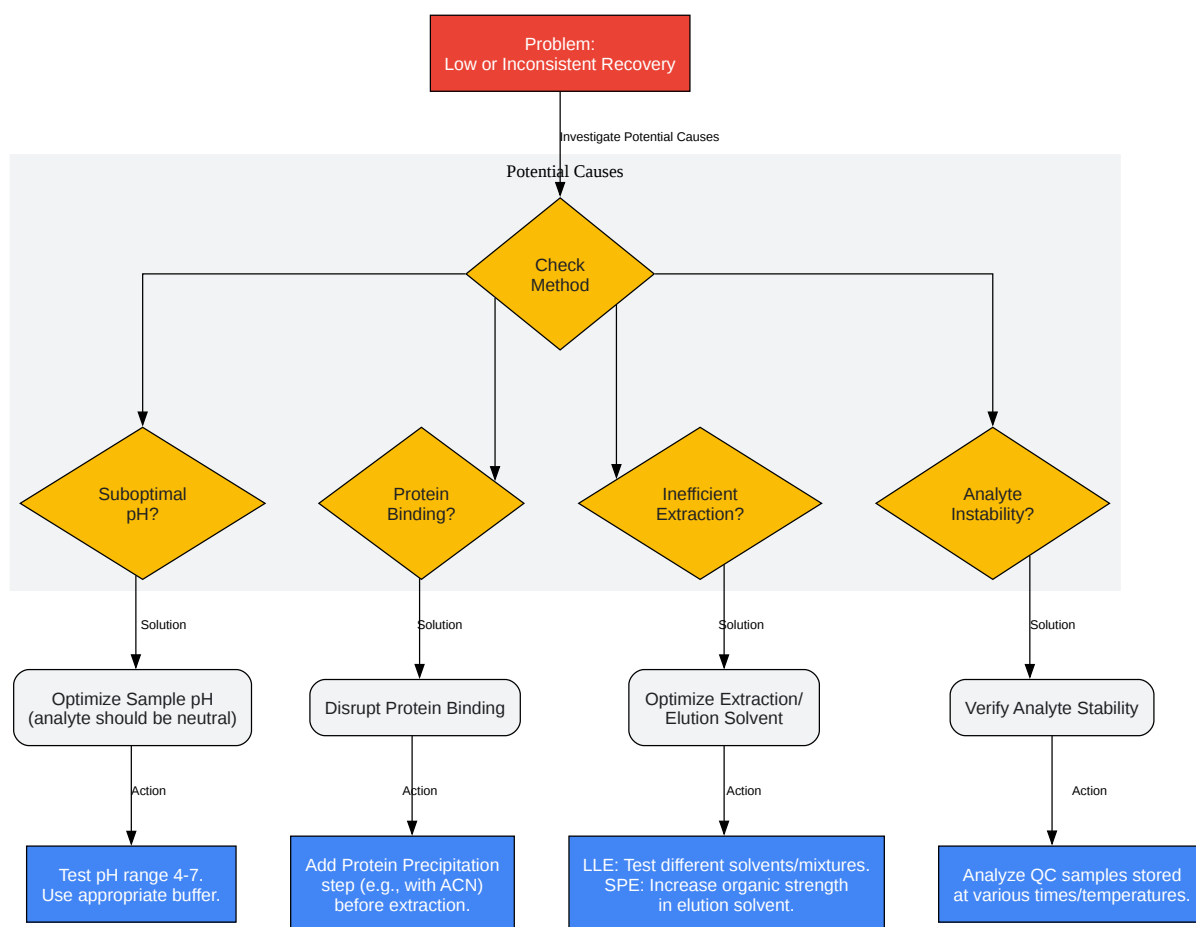 Problem:
Low or Inconsistent Recovery
Investigate Potential Causes
Potential Causes
Check
Method
Suboptimal
pH?
Protein
Binding?
Inefficient
Extraction?
Analyte
Instability?
Solution
Solution
Solution
Solution
Optimize Sample pH
(analyte should be neutral)
Disrupt Protein Binding
Optimize Extraction/
Elution Solvent
Verify Analyte Stability
Action
Action
Action
Action
Test pH range 4-7.
Use appropriate buffer.
Add Protein Precipitation
step (e.g., with ACN)
before extraction.
LLE: Test different solvents/mixtures.
SPE: Increase organic strength
in elution solvent.
Analyze QC samples stored
at various times/temperatures.